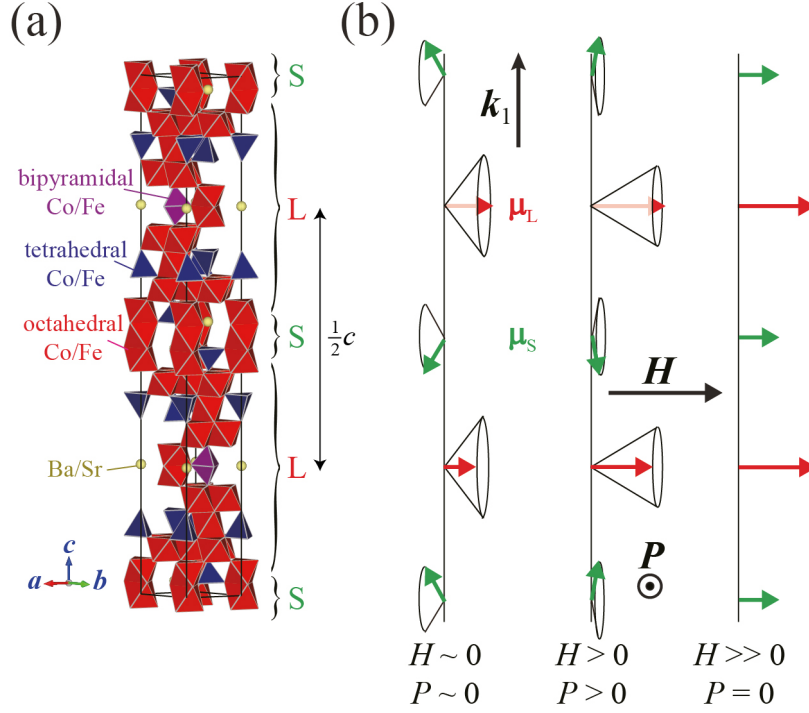 (a)
S
bipyramidal
Co/Fe
L
tetrahedral
Co/Fe
octahedral
Co/Fe
S
½c
Ba/Sr
L
c
a
b
S
(b)
k₁
μL
μS
H
P
H ~ 0
P ~ 0
H > 0
P > 0
H >> 0
P = 0